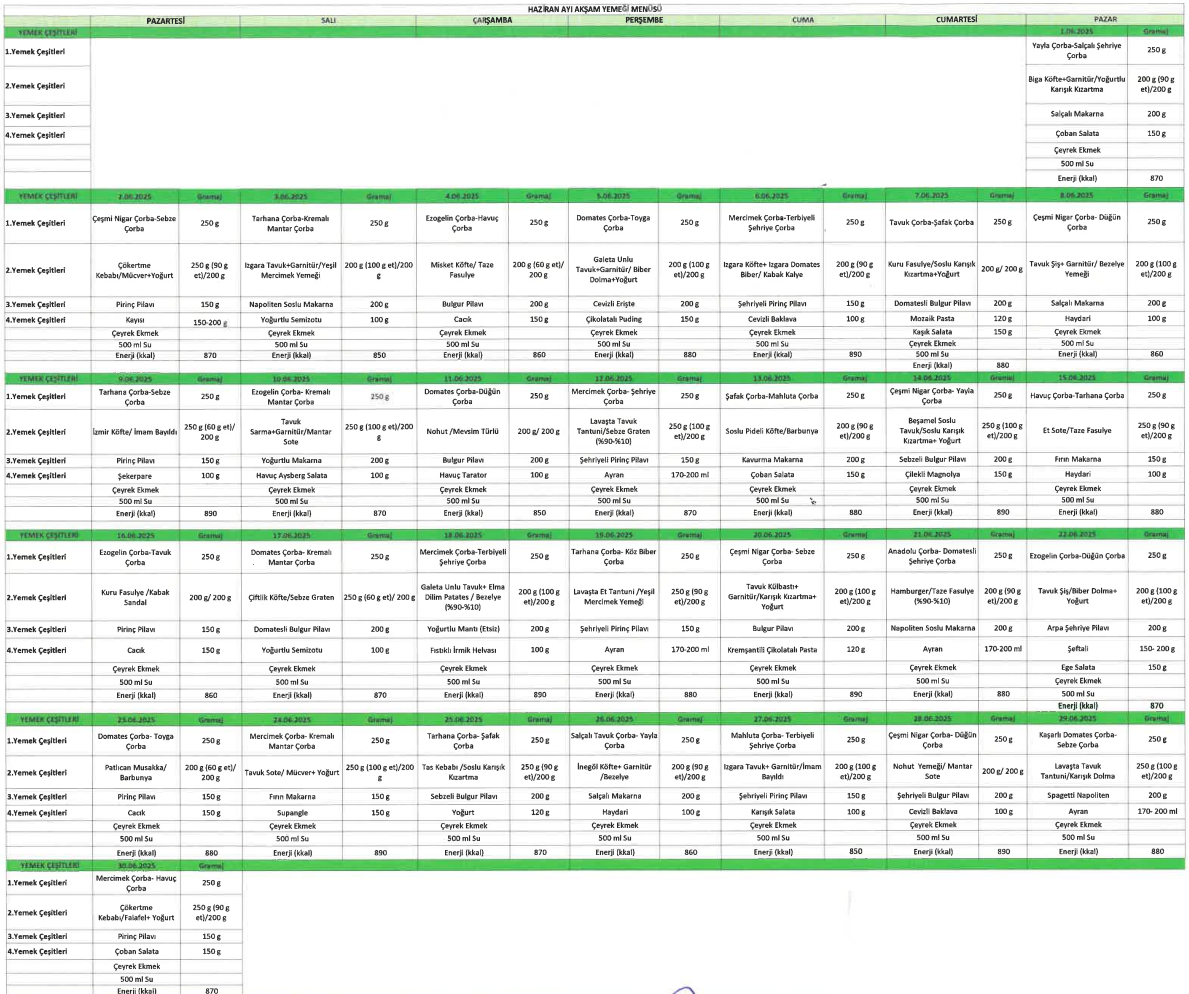 HAZİRAN AYI AKŞAM YEMEĞİ MENÜSÜ
PAZARTESİ SALI ÇARŞAMBA PERŞEMBE CUMA CUMARTESİ PAZAR
YEMEK ÇEŞİTLERİ 1.06.2025 Gramaj
1.Yemek Çeşitleri Yayla Çorba-Salçalı Şehriye Çorba 250 g
2.Yemek Çeşitleri Biga Köfte+Garnitür/Yoğurtlu Karışık Kızartma 200 g (90 g et)/200 g
3.Yemek Çeşitleri Salçalı Makarna 200 g
4.Yemek Çeşitleri Çoban Salata 150 g
Çeyrek Ekmek
500 ml Su
Enerji (kkal) 870
YEMEK ÇEŞİTLERİ 2.06.2025 Gramaj 3.06.2025 Gramaj 4.06.2025 Gramaj 5.06.2025 Gramaj 6.06.2025 Gramaj 7.06.2025 Gramaj 8.06.2025 Gramaj
1.Yemek Çeşitleri Çeşmi Nigar Çorba-Sebze Çorba 250 g Tarhana Çorba-Kremalı Mantar Çorba 250 g Ezogelin Çorba-Havuç Çorba 250 g Domates Çorba-Toyga Çorba 250 g Mercimek Çorba-Terbiyeli Şehriye Çorba 250 g Tavuk Çorba-Şafak Çorba 250 g Çeşmi Nigar Çorba- Düğün Çorba 250 g
2.Yemek Çeşitleri Çökertme Kebabı/Mücver+Yoğurt 250 g (90 g et)/200 g Izgara Tavuk+Garnitür/Yeşil Mercimek Yemeği 200 g (100 g et)/200 g Misket Köfte/ Taze Fasulye 200 g (60 g et)/ 200 g Galeta Unlu Tavuk+Garnitür/ Biber Dolma+Yoğurt 200 g (100 g et)/200 g Izgara Köfte+ Izgara Domates Biber/ Kabak Kalye 200 g (90 g et)/200 g Kuru Fasulye/Soslu Karışık Kızartma+Yoğurt 200 g/ 200 g Tavuk Şiş+ Garnitür/ Bezelye Yemeği 200 g (100 g et)/200 g
3.Yemek Çeşitleri Pirinç Pilavı 150 g Napoliten Soslu Makarna 200 g Bulgur Pilavı 200 g Cevizli Erişte 200 g Şehriyeli Pirinç Pilavı 150 g Domatesli Bulgur Pilavı 200 g Salçalı Makarna 200 g
4.Yemek Çeşitleri Kayısı 150-200 g Yoğurtlu Semizotu 100 g Cacık 150 g Çikolatalı Puding 150 g Cevizli Baklava 100 g Mozaik Pasta 120 g Haydari 100 g
Çeyrek Ekmek Çeyrek Ekmek Çeyrek Ekmek Çeyrek Ekmek Çeyrek Ekmek Kaşık Salata 150 g Çeyrek Ekmek
500 ml Su 500 ml Su 500 ml Su 500 ml Su 500 ml Su Çeyrek Ekmek 500 ml Su
Enerji (kkal) 870 Enerji (kkal) 850 Enerji (kkal) 860 Enerji (kkal) 880 Enerji (kkal) 890 500 ml Su Enerji (kkal) 860
Enerji (kkal) 880
YEMEK ÇEŞİTLERİ 9.06.2025 Gramaj 10.06.2025 Gramaj 11.06.2025 Gramaj 12.06.2025 Gramaj 13.06.2025 Gramaj 14.06.2025 Gramaj 15.06.2025 Gramaj
1.Yemek Çeşitleri Tarhana Çorba-Sebze Çorba 250 g Ezogelin Çorba- Kremalı Mantar Çorba 250 g Domates Çorba-Düğün Çorba 250 g Mercimek Çorba- Şehriye Çorba 250 g Şafak Çorba-Mahluta Çorba 250 g Çeşmi Nigar Çorba- Yayla Çorba 250 g Havuç Çorba-Tarhana Çorba 250 g
2.Yemek Çeşitleri İzmir Köfte/ İmam Bayıldı 250 g (60 g et)/ 200 g Tavuk Sarma+Garnitür/Mantar Sote 250 g (100 g et)/200 g Nohut /Mevsim Türlü 200 g/ 200 g Lavaşta Tavuk Tantuni/Sebze Graten (%90-%10) 250 g (100 g et)/200 g Soslu Pideli Köfte/Barbunya 200 g (90 g et)/200 g Beşamel Soslu Tavuk/Soslu Karışık Kızartma+ Yoğurt 250 g (100 g et)/200 g Et Sote/Taze Fasulye 250 g (90 g et)/200 g
3.Yemek Çeşitleri Pirinç Pilavı 150 g Yoğurtlu Makarna 200 g Bulgur Pilavı 200 g Şehriyeli Pirinç Pilavı 150 g Kavurma Makarna 200 g Sebzeli Bulgur Pilavı 200 g Fırın Makarna 150 g
4.Yemek Çeşitleri Şekerpare 100 g Havuç Aysberg Salata 100 g Havuç Tarator 100 g Ayran 170-200 ml Çoban Salata 150 g Çilekli Magnolya 150 g Haydari 100 g
Çeyrek Ekmek Çeyrek Ekmek Çeyrek Ekmek Çeyrek Ekmek Çeyrek Ekmek Çeyrek Ekmek Çeyrek Ekmek
500 ml Su 500 ml Su 500 ml Su 500 ml Su 500 ml Su 500 ml Su 500 ml Su
Enerji (kkal) 890 Enerji (kkal) 870 Enerji (kkal) 850 Enerji (kkal) 870 Enerji (kkal) 880 Enerji (kkal) 890 Enerji (kkal) 880
YEMEK ÇEŞİTLERİ 16.06.2025 Gramaj 17.06.2025 Gramaj 18.06.2025 Gramaj 19.06.2025 Gramaj 20.06.2025 Gramaj 21.06.2025 Gramaj 22.06.2025 Gramaj
1.Yemek Çeşitleri Ezogelin Çorba-Tavuk Çorba 250 g Domates Çorba- Kremalı Mantar Çorba 250 g Mercimek Çorba-Terbiyeli Şehriye Çorba 250 g Tarhana Çorba- Köz Biber Çorba 250 g Çeşmi Nigar Çorba- Sebze Çorba 250 g Anadolu Çorba- Domatesli Şehriye Çorba 250 g Ezogelin Çorba-Düğün Çorba 250 g
2.Yemek Çeşitleri Kuru Fasulye /Kabak Sandal 200 g/ 200 g Çiftlik Köfte/Sebze Graten 250 g (60 g et)/ 200 g Galeta Unlu Tavuk+ Elma Dilim Patates / Bezelye (%90-%10) 200 g (100 g et)/200 g Lavaşta Et Tantuni /Yeşil Mercimek Yemeği 250 g (90 g et)/200 g Tavuk Külbastı+ Garnitür/Karışık Kızartma+ Yoğurt 200 g (100 g et)/200 g Hamburger/Taze Fasulye (%90-%10) 200 g (90 g et)/200 g Tavuk Şiş/Biber Dolma+ Yoğurt 200 g (100 g et)/200 g
3.Yemek Çeşitleri Pirinç Pilavı 150 g Domatesli Bulgur Pilavı 200 g Yoğurtlu Mantı (Etsiz) 200 g Şehriyeli Pirinç Pilavı 150 g Bulgur Pilavı 200 g Napoliten Soslu Makarna 200 g Arpa Şehriye Pilavı 200 g
4.Yemek Çeşitleri Cacık 150 g Yoğurtlu Semizotu 100 g Fıstıklı İrmik Helvası 100 g Ayran 170-200 ml Kremşantili Çikolatalı Pasta 120 g Ayran 170-200 ml Şeftali 150- 200 g
Çeyrek Ekmek Çeyrek Ekmek Çeyrek Ekmek Çeyrek Ekmek Çeyrek Ekmek Çeyrek Ekmek Ege Salata 150 g
500 ml Su 500 ml Su 500 ml Su 500 ml Su 500 ml Su 500 ml Su Çeyrek Ekmek
Enerji (kkal) 860 Enerji (kkal) 870 Enerji (kkal) 890 Enerji (kkal) 880 Enerji (kkal) 890 Enerji (kkal) 880 500 ml Su
Enerji (kkal) 870
YEMEK ÇEŞİTLERİ 23.06.2025 Gramaj 24.06.2025 Gramaj 25.06.2025 Gramaj 26.06.2025 Gramaj 27.06.2025 Gramaj 28.06.2025 Gramaj 29.06.2025 Gramaj
1.Yemek Çeşitleri Domates Çorba- Toyga Çorba 250 g Mercimek Çorba- Kremalı Mantar Çorba 250 g Tarhana Çorba- Şafak Çorba 250 g Salçalı Tavuk Çorba- Yayla Çorba 250 g Mahluta Çorba- Terbiyeli Şehriye Çorba 250 g Çeşmi Nigar Çorba- Düğün Çorba 250 g Kaşarlı Domates Çorba- Sebze Çorba 250 g
2.Yemek Çeşitleri Patlıcan Musakka/ Barbunya 200 g (60 g et)/ 200 g Tavuk Sote/ Mücver+ Yoğurt 250 g (100 g et)/200 g Tas Kebabı /Soslu Karışık Kızartma 250 g (90 g et)/200 g İnegöl Köfte+ Garnitür /Bezelye 200 g (90 g et)/200 g Izgara Tavuk+ Garnitür/İmam Bayıldı 200 g (100 g et)/200 g Nohut Yemeği/ Mantar Sote 200 g/ 200 g Lavaşta Tavuk Tantuni/Karışık Dolma 250 g (100 g et)/200 g
3.Yemek Çeşitleri Pirinç Pilavı 150 g Fırın Makarna 150 g Sebzeli Bulgur Pilavı 200 g Salçalı Makarna 200 g Şehriyeli Pirinç Pilavı 150 g Şehriyeli Bulgur Pilavı 200 g Spagetti Napoliten 200 g
4.Yemek Çeşitleri Cacık 150 g Supangle 150 g Yoğurt 120 g Haydari 100 g Karışık Salata 100 g Cevizli Baklava 100 g Ayran 170- 200 ml
Çeyrek Ekmek Çeyrek Ekmek Çeyrek Ekmek Çeyrek Ekmek Çeyrek Ekmek Çeyrek Ekmek Çeyrek Ekmek
500 ml Su 500 ml Su 500 ml Su 500 ml Su 500 ml Su 500 ml Su 500 ml Su
Enerji (kkal) 880 Enerji (kkal) 890 Enerji (kkal) 870 Enerji (kkal) 860 Enerji (kkal) 850 Enerji (kkal) 890 Enerji (kkal) 880
YEMEK ÇEŞİTLERİ 30.06.2025 Gramaj
1.Yemek Çeşitleri Mercimek Çorba- Havuç Çorba 250 g
2.Yemek Çeşitleri Çökertme Kebabı/Falafel+ Yoğurt 250 g (90 g et)/200 g
3.Yemek Çeşitleri Pirinç Pilavı 150 g
4.Yemek Çeşitleri Çoban Salata 150 g
Çeyrek Ekmek
500 ml Su
Enerji (kkal) 870